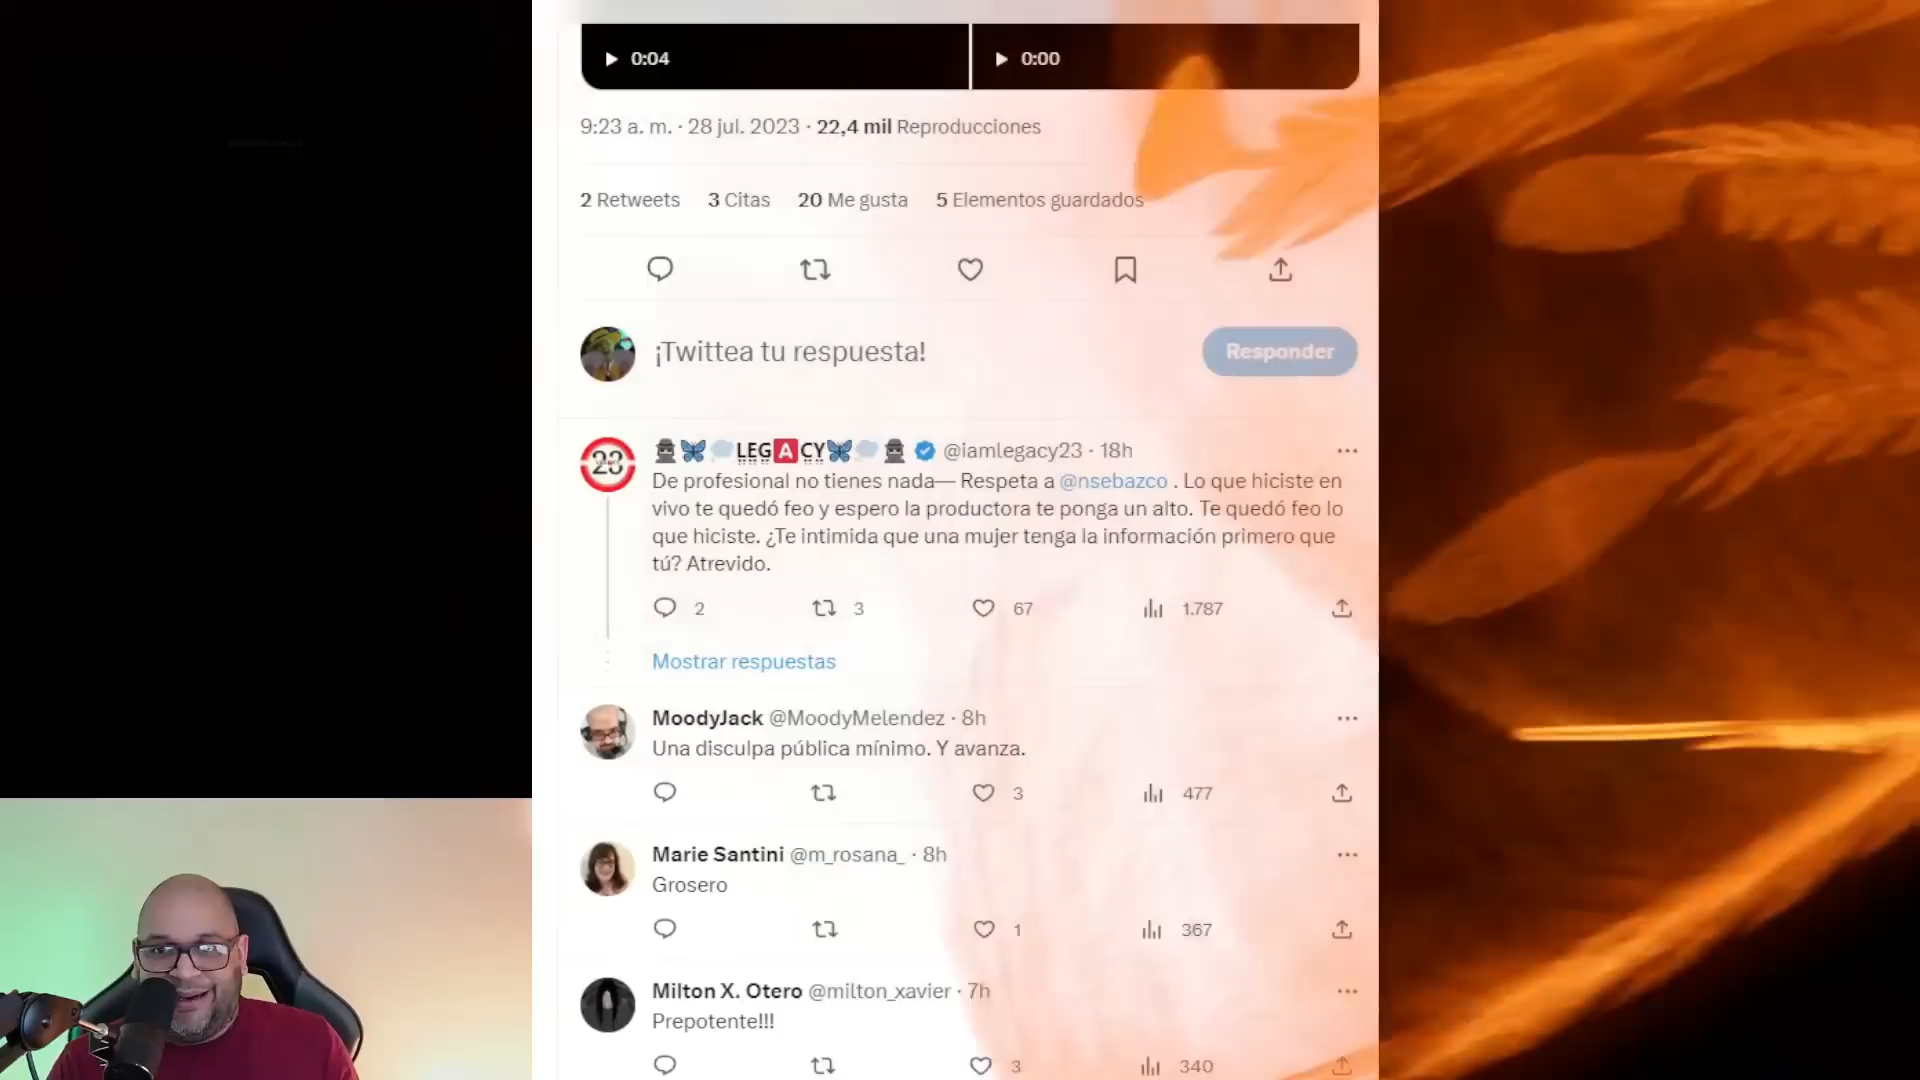 0:04
0:00
9:23 a. m. · 28 jul. 2023 · 22,4 mil Reproducciones
2 Retweets 3 Citas 20 Me gusta 5 Elementos guardados
¡Twittea tu respuesta!
Responder
LEGACY @iamlegacy23 · 18h
23
De profesional no tienes nada— Respeta a @nsebazco . Lo que hiciste en
vivo te quedó feo y espero la productora te ponga un alto. Te quedó feo lo
que hiciste. ¿Te intimida que una mujer tenga la información primero que
tú? Atrevido.
2 3 67 1.787
Mostrar respuestas
MoodyJack @MoodyMelendez · 8h
Una disculpa pública mínimo. Y avanza.
3 477
Marie Santini @m_rosana_ · 8h
Grosero
1 367
Milton X. Otero @milton_xavier · 7h
Prepotente!!!
3 340